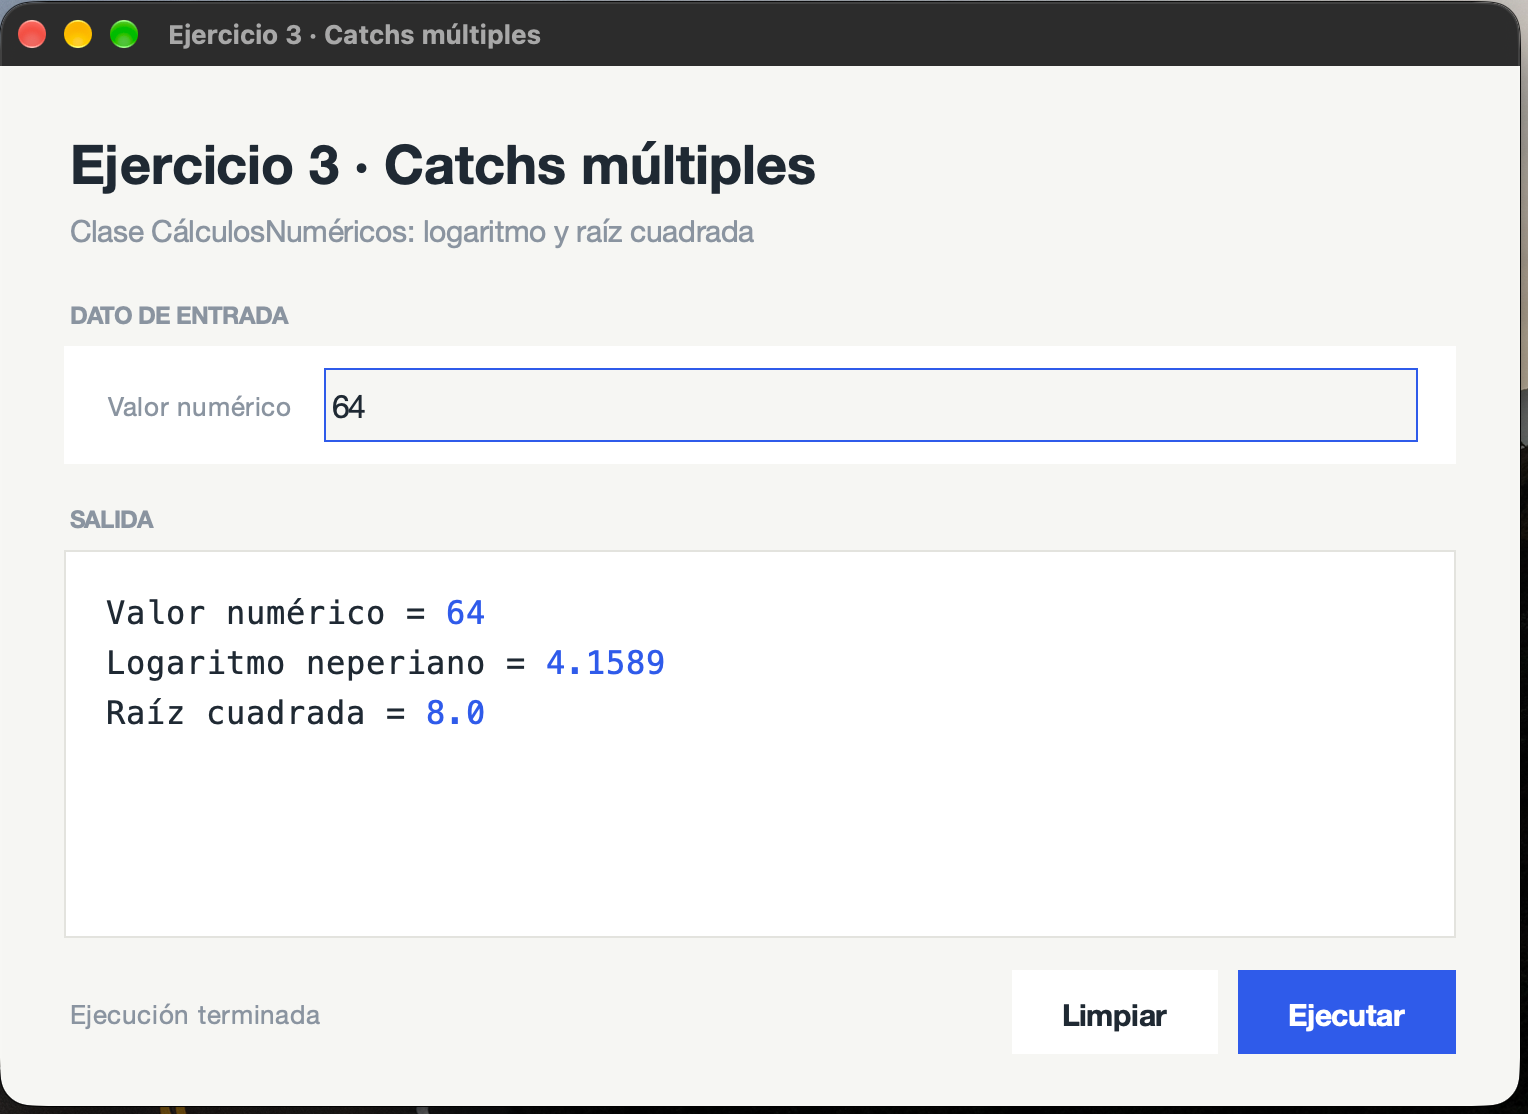 Ejercicio 3 · Catchs múltiples
Ejercicio 3 · Catchs múltiples
Clase CálculosNuméricos: logaritmo y raíz cuadrada
DATO DE ENTRADA
Valor numérico 64
SALIDA
Valor numérico = 64
Logaritmo neperiano = 4.1589
Raíz cuadrada = 8.0
Ejecución terminada Limpiar Ejecutar